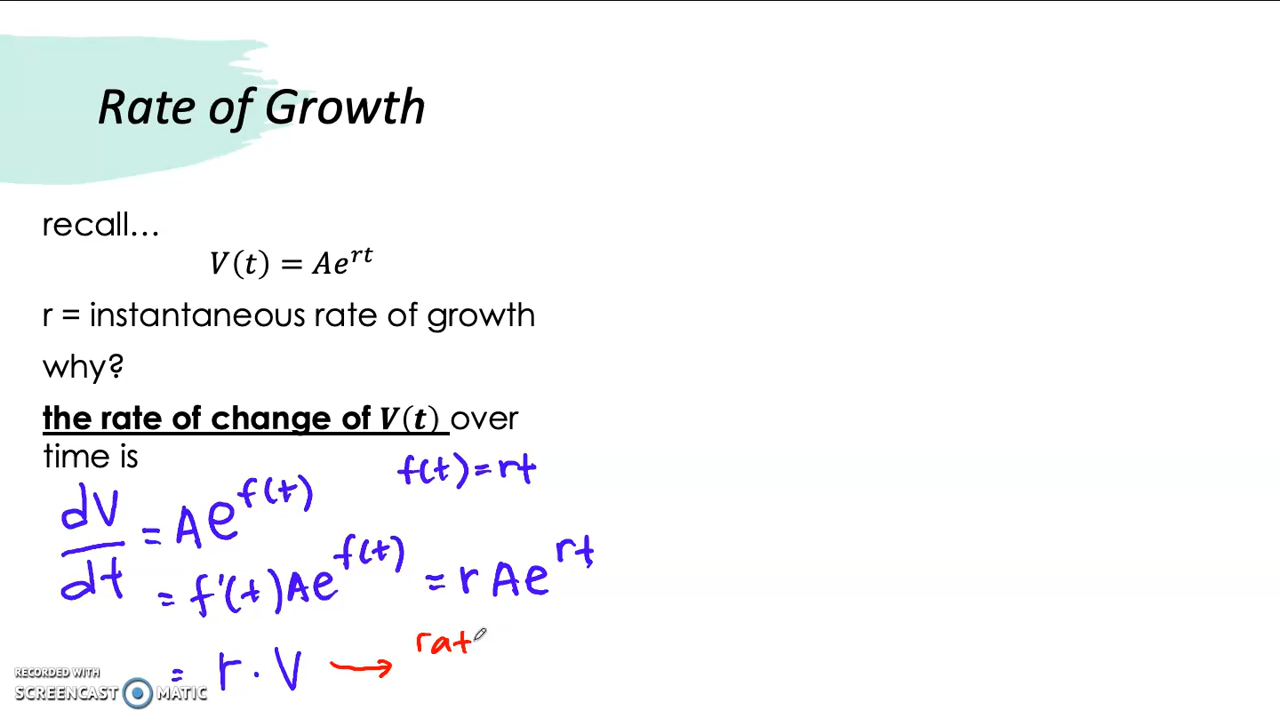 Rate of Growth
recall…
V(t) = Ae^{rt}
r = instantaneous rate of growth
why?
the rate of change of V(t) over
time is
f(t) = rt
dV/dt = Ae^{f(t)}
= f'(t)Ae^{f(t)} = rAe^{rt}
= r · V → rat
RECORDED WITH
SCREENCAST MATIC